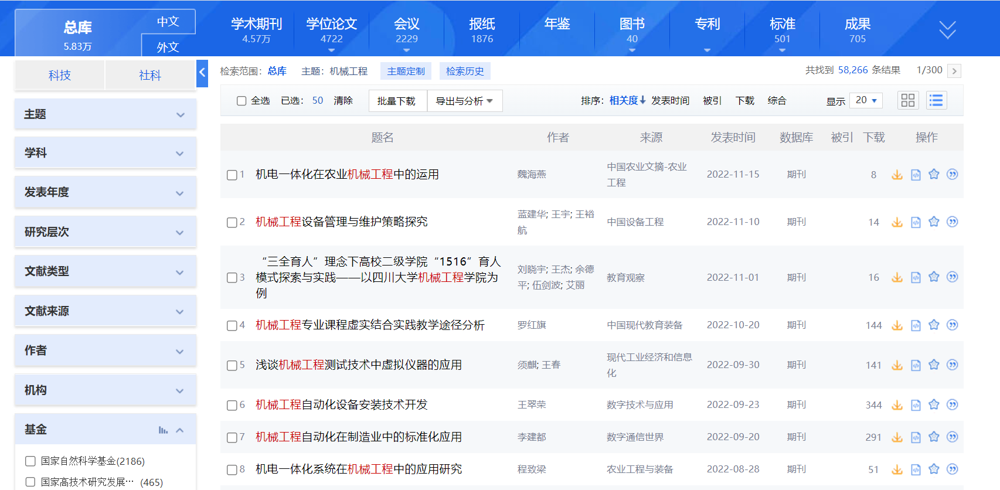 总库
5.83万
中文
外文
学术期刊
4.57万
学位论文
4722
会议
2229
报纸
1876
年鉴
图书
40
专利
标准
501
成果
705
科技
社科
检索范围：总库 主题：机械工程 主题定制 检索历史
共找到 58,266 条结果 1/300
全选 已选：50 清除 批量下载 导出与分析
排序：相关度 发表时间 被引 下载 综合 显示 20
主题
学科
发表年度
研究层次
文献类型
文献来源
作者
机构
基金
国家自然科学基金(2186)
国家高技术研究发展… (465)
题名 作者 来源 发表时间 数据库 被引 下载 操作
1 机电一体化在农业机械工程中的运用 魏海燕 中国农业文摘-农业
工程 2022-11-15 期刊 8
2 机械工程设备管理与维护策略探究 蓝建华; 王宇; 王裕
航 中国设备工程 2022-11-10 期刊 14
“三全育人”理念下高校二级学院“1516”育人
3 模式探索与实践——以四川大学机械工程学院为
例 刘晓宇; 王杰; 余德
平; 伍剑波; 艾丽 教育观察 2022-11-01 期刊 16
4 机械工程专业课程虚实结合实践教学途径分析 罗红旗 中国现代教育装备 2022-10-20 期刊 144
5 浅谈机械工程测试技术中虚拟仪器的应用 须麒; 王春 现代工业经济和信息
化 2022-09-30 期刊 141
6 机械工程自动化设备安装技术开发 王翠荣 数字技术与应用 2022-09-23 期刊 344
7 机械工程自动化在制造业中的标准化应用 李建都 数字通信世界 2022-09-20 期刊 291
8 机电一体化系统在机械工程中的应用研究 程致梁 农业工程与装备 2022-08-28 期刊 51